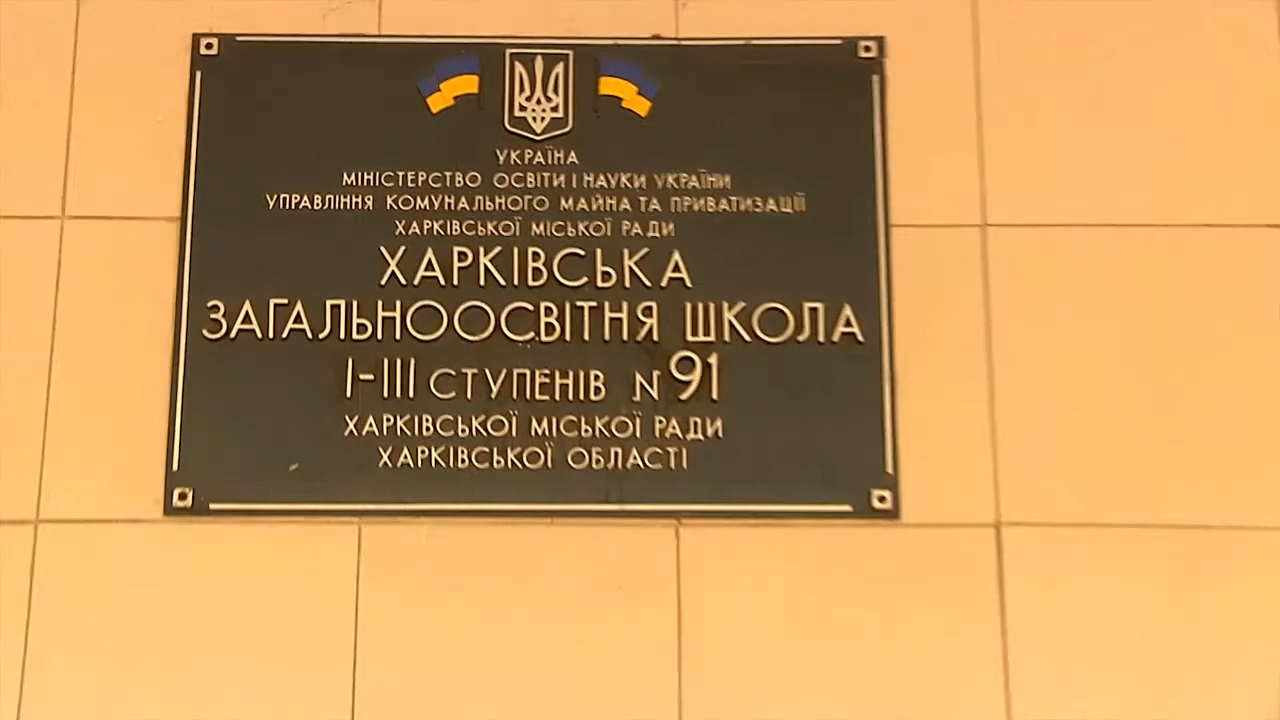 УКРАЇНА
МІНІСТЕРСТВО ОСВІТИ І НАУКИ УКРАЇНИ
УПРАВЛІННЯ КОМУНАЛЬНОГО МАЙНА ТА ПРИВАТИЗАЦІЇ
ХАРКІВСЬКОЇ МІСЬКОЇ РАДИ
ХАРКІВСЬКА
ЗАГАЛЬНООСВІТНЯ ШКОЛА
І-ІІІ СТУПЕНІВ N 91
ХАРКІВСЬКОЇ МІСЬКОЇ РАДИ
ХАРКІВСЬКОЇ ОБЛАСТІ